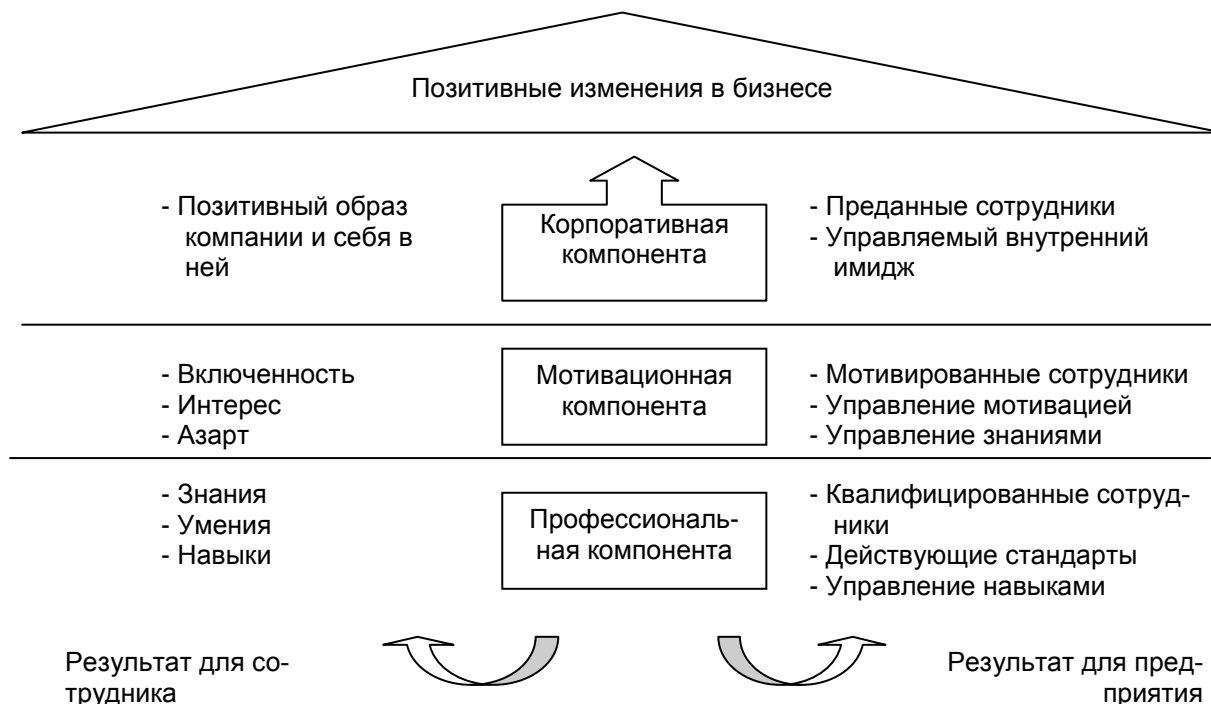 Позитивные изменения в бизнесе
- Позитивный образ
компании и себя в
ней
Корпоративная
компонента
- Преданные сотрудники
- Управляемый внутренний
имидж
- Включенность
- Интерес
- Азарт
Мотивационная
компонента
- Мотивированные сотрудники
- Управление мотивацией
- Управление знаниями
- Знания
- Умения
- Навыки
Профессиональ-
ная компонента
- Квалифицированные сотруд-
ники
- Действующие стандарты
- Управление навыками
Результат для со-
трудника
Результат для пред-
приятия